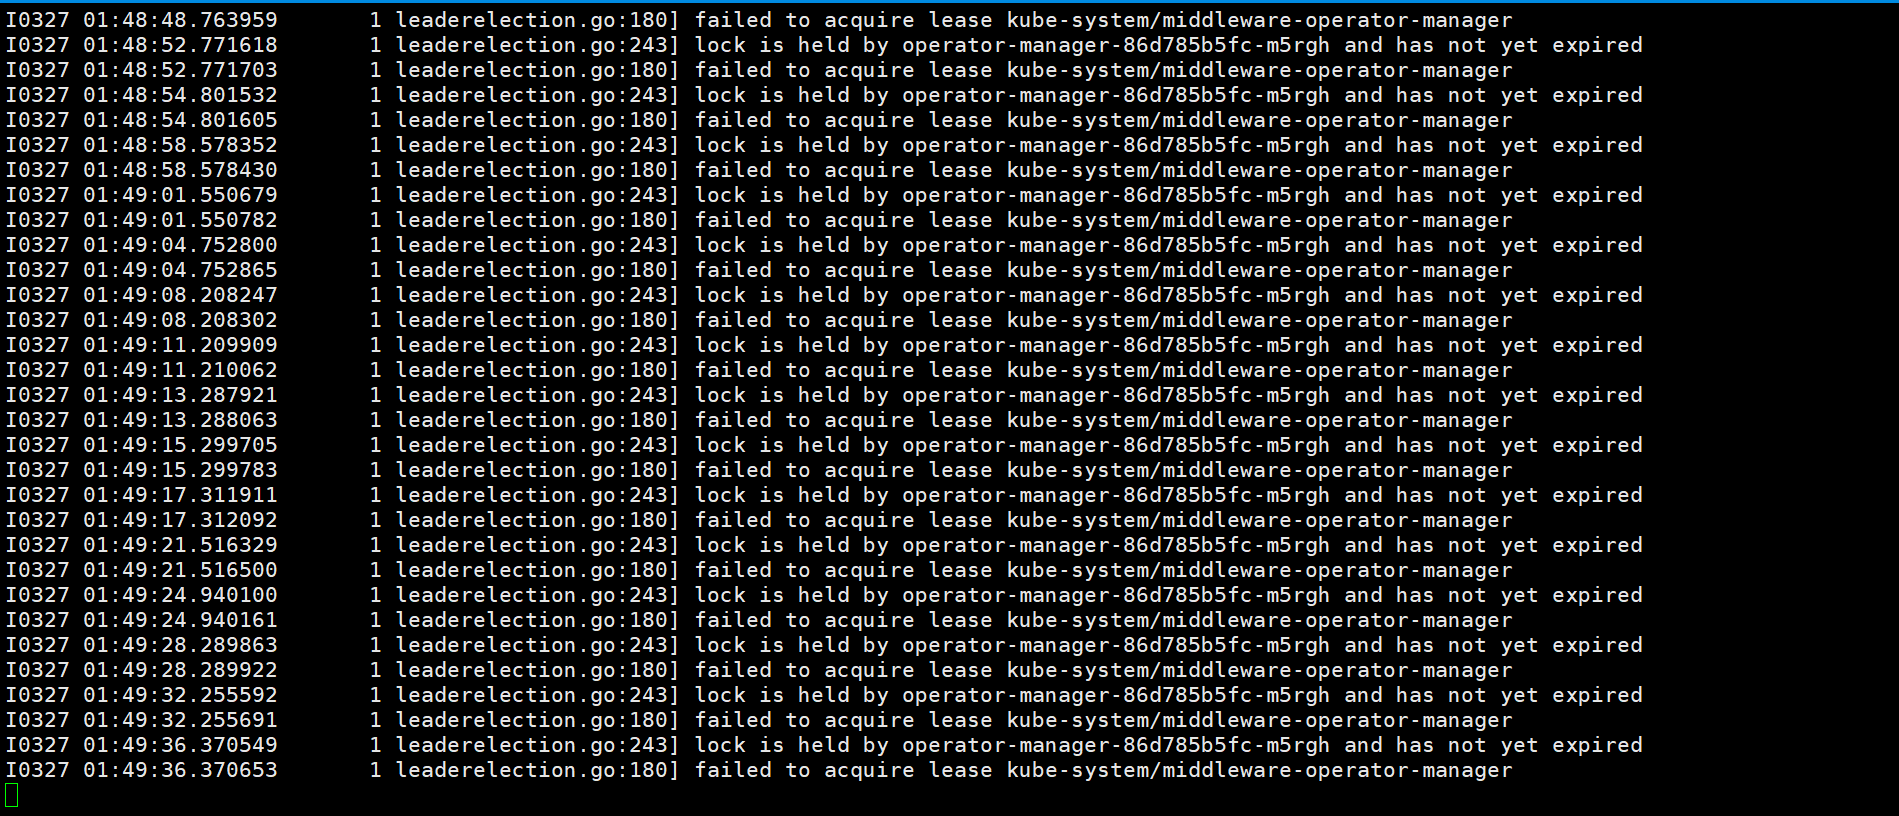 I0327 01:48:48.763959       1 leaderelection.go:180] failed to acquire lease kube-system/middleware-operator-manager
I0327 01:48:52.771618       1 leaderelection.go:243] lock is held by operator-manager-86d785b5fc-m5rgh and has not yet expired
I0327 01:48:52.771703       1 leaderelection.go:180] failed to acquire lease kube-system/middleware-operator-manager
I0327 01:48:54.801532       1 leaderelection.go:243] lock is held by operator-manager-86d785b5fc-m5rgh and has not yet expired
I0327 01:48:54.801605       1 leaderelection.go:180] failed to acquire lease kube-system/middleware-operator-manager
I0327 01:48:58.578352       1 leaderelection.go:243] lock is held by operator-manager-86d785b5fc-m5rgh and has not yet expired
I0327 01:48:58.578430       1 leaderelection.go:180] failed to acquire lease kube-system/middleware-operator-manager
I0327 01:49:01.550679       1 leaderelection.go:243] lock is held by operator-manager-86d785b5fc-m5rgh and has not yet expired
I0327 01:49:01.550782       1 leaderelection.go:180] failed to acquire lease kube-system/middleware-operator-manager
I0327 01:49:04.752800       1 leaderelection.go:243] lock is held by operator-manager-86d785b5fc-m5rgh and has not yet expired
I0327 01:49:04.752865       1 leaderelection.go:180] failed to acquire lease kube-system/middleware-operator-manager
I0327 01:49:08.208247       1 leaderelection.go:243] lock is held by operator-manager-86d785b5fc-m5rgh and has not yet expired
I0327 01:49:08.208302       1 leaderelection.go:180] failed to acquire lease kube-system/middleware-operator-manager
I0327 01:49:11.209909       1 leaderelection.go:243] lock is held by operator-manager-86d785b5fc-m5rgh and has not yet expired
I0327 01:49:11.210062       1 leaderelection.go:180] failed to acquire lease kube-system/middleware-operator-manager
I0327 01:49:13.287921       1 leaderelection.go:243] lock is held by operator-manager-86d785b5fc-m5rgh and has not yet expired
I0327 01:49:13.288063       1 leaderelection.go:180] failed to acquire lease kube-system/middleware-operator-manager
I0327 01:49:15.299705       1 leaderelection.go:243] lock is held by operator-manager-86d785b5fc-m5rgh and has not yet expired
I0327 01:49:15.299783       1 leaderelection.go:180] failed to acquire lease kube-system/middleware-operator-manager
I0327 01:49:17.311911       1 leaderelection.go:243] lock is held by operator-manager-86d785b5fc-m5rgh and has not yet expired
I0327 01:49:17.312092       1 leaderelection.go:180] failed to acquire lease kube-system/middleware-operator-manager
I0327 01:49:21.516329       1 leaderelection.go:243] lock is held by operator-manager-86d785b5fc-m5rgh and has not yet expired
I0327 01:49:21.516500       1 leaderelection.go:180] failed to acquire lease kube-system/middleware-operator-manager
I0327 01:49:24.940100       1 leaderelection.go:243] lock is held by operator-manager-86d785b5fc-m5rgh and has not yet expired
I0327 01:49:24.940161       1 leaderelection.go:180] failed to acquire lease kube-system/middleware-operator-manager
I0327 01:49:28.289863       1 leaderelection.go:243] lock is held by operator-manager-86d785b5fc-m5rgh and has not yet expired
I0327 01:49:28.289922       1 leaderelection.go:180] failed to acquire lease kube-system/middleware-operator-manager
I0327 01:49:32.255592       1 leaderelection.go:243] lock is held by operator-manager-86d785b5fc-m5rgh and has not yet expired
I0327 01:49:32.255691       1 leaderelection.go:180] failed to acquire lease kube-system/middleware-operator-manager
I0327 01:49:36.370549       1 leaderelection.go:243] lock is held by operator-manager-86d785b5fc-m5rgh and has not yet expired
I0327 01:49:36.370653       1 leaderelection.go:180] failed to acquire lease kube-system/middleware-operator-manager